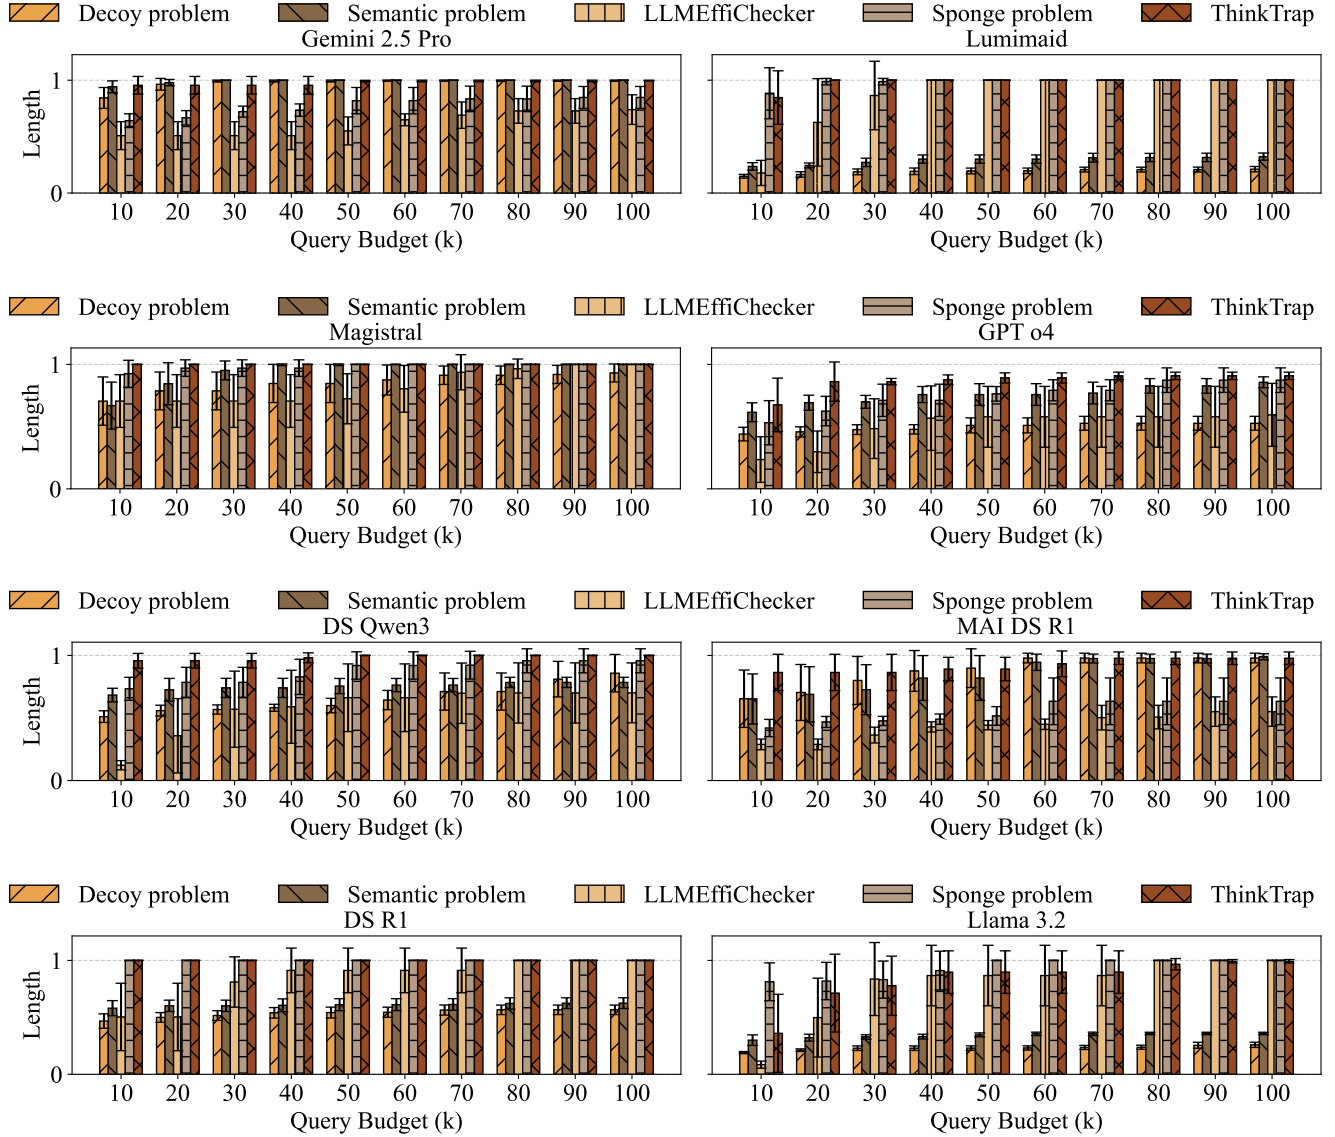 Decoy problem Semantic problem LLMEffiChecker Sponge problem ThinkTrap
Gemini 2.5 Pro
Length
1
0
10 20 30 40 50 60 70 80 90 100
Query Budget (k)
Lumimaid
10 20 30 40 50 60 70 80 90 100
Query Budget (k)
Decoy problem Semantic problem LLMEffiChecker Sponge problem ThinkTrap
Magistral
Length
1
0
10 20 30 40 50 60 70 80 90 100
Query Budget (k)
GPT o4
10 20 30 40 50 60 70 80 90 100
Query Budget (k)
Decoy problem Semantic problem LLMEffiChecker Sponge problem ThinkTrap
DS Qwen3
Length
1
0
10 20 30 40 50 60 70 80 90 100
Query Budget (k)
MAI DS R1
10 20 30 40 50 60 70 80 90 100
Query Budget (k)
Decoy problem Semantic problem LLMEffiChecker Sponge problem ThinkTrap
DS R1
Length
1
0
10 20 30 40 50 60 70 80 90 100
Query Budget (k)
Llama 3.2
10 20 30 40 50 60 70 80 90 100
Query Budget (k)